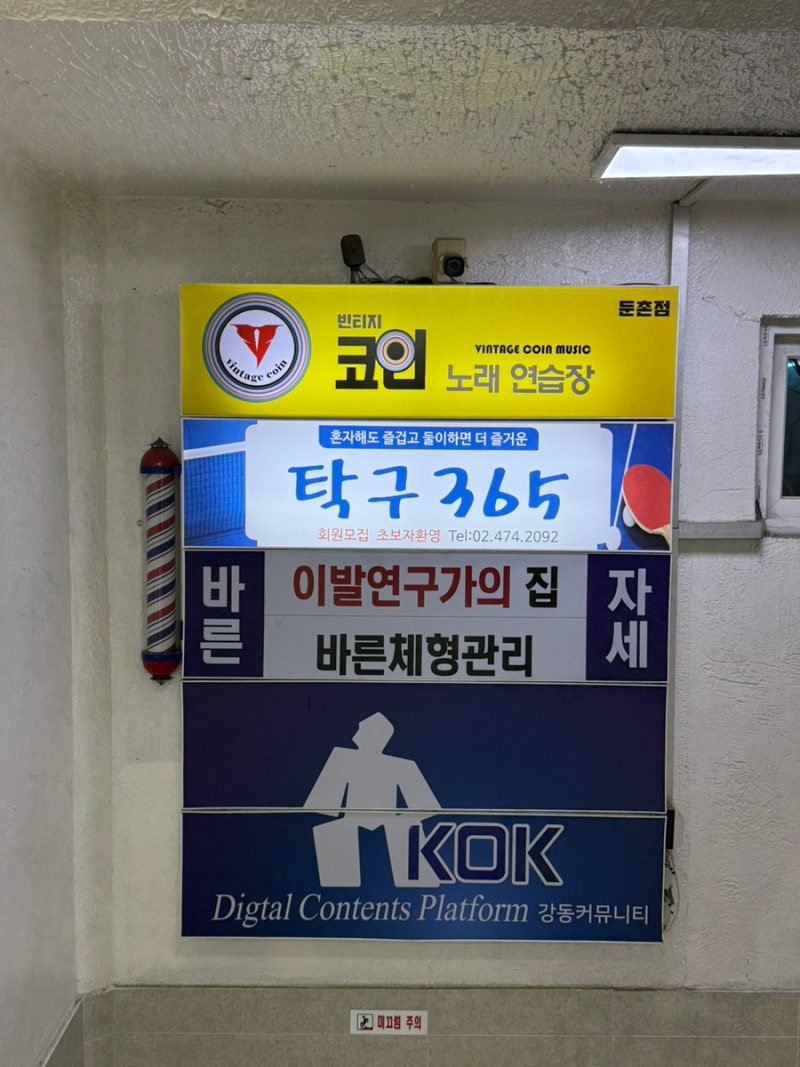 둔촌점
vintage coin
빈티지
코인 노래 연습장
VINTAGE COIN MUSIC
혼자해도 즐겁고 둘이하면 더 즐거운
탁구 365
회원모집 초보자환영 Tel:02.474.2092
바른
이발연구가의 집
바른체형관리
자세
KOK
Digtal Contents Platform 강동커뮤니티
미끄럼 주의